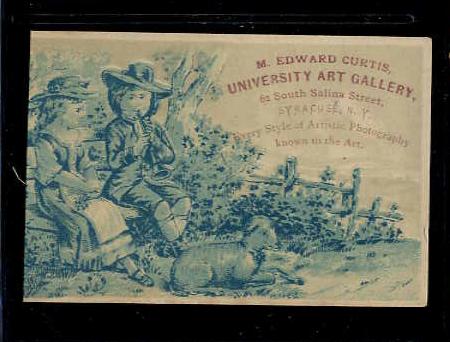 M. EDWARD CURTIS,
UNIVERSITY ART GALLERY,
62 South Salina Street,
SYRACUSE, N. Y.
Every Style of Artistic Photography
known to the Art.